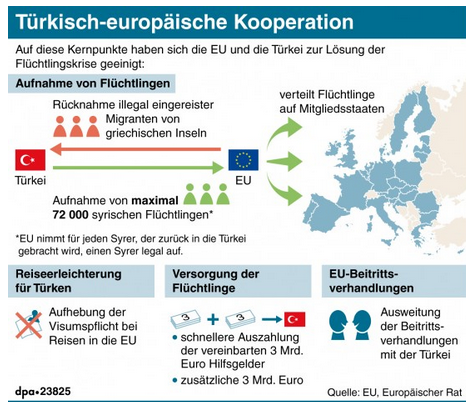 Türkisch-europäische Kooperation
Auf diese Kernpunkte haben sich die EU und die Türkei zur Lösung der
Flüchtlingskrise geeinigt:
Aufnahme von Flüchtlingen
Rücknahme illegal eingereister
Migranten von
griechischen Inseln
verteilt Flüchtlinge
auf Mitgliedsstaaten
Türkei
EU
Aufnahme von maximal
72 000 syrischen Flüchtlingen*
*EU nimmt für jeden Syrer, der zurück in die Türkei
gebracht wird, einen Syrer legal auf.
Reiseerleichterung
für Türken
Aufhebung der
Visumspflicht bei
Reisen in die EU
Versorgung der
Flüchtlinge
3 + 3
• schnellere Auszahlung
der vereinbarten 3 Mrd.
Euro Hilfsgelder
• zusätzliche 3 Mrd. Euro
EU-Beitritts-
verhandlungen
Ausweitung
der Beitritts-
verhandlungen
mit der Türkei
dpa•23825
Quelle: EU, Europäischer Rat